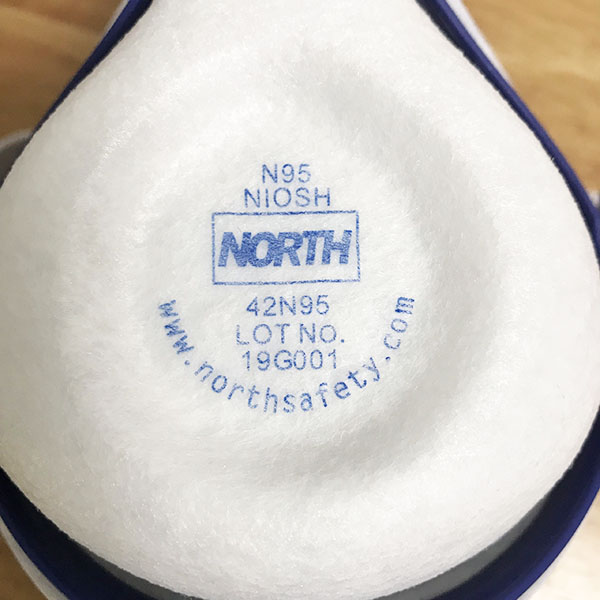 N95
NIOSH
NORTH
42N95
LOT NO.
19G001
www.northsafety.com